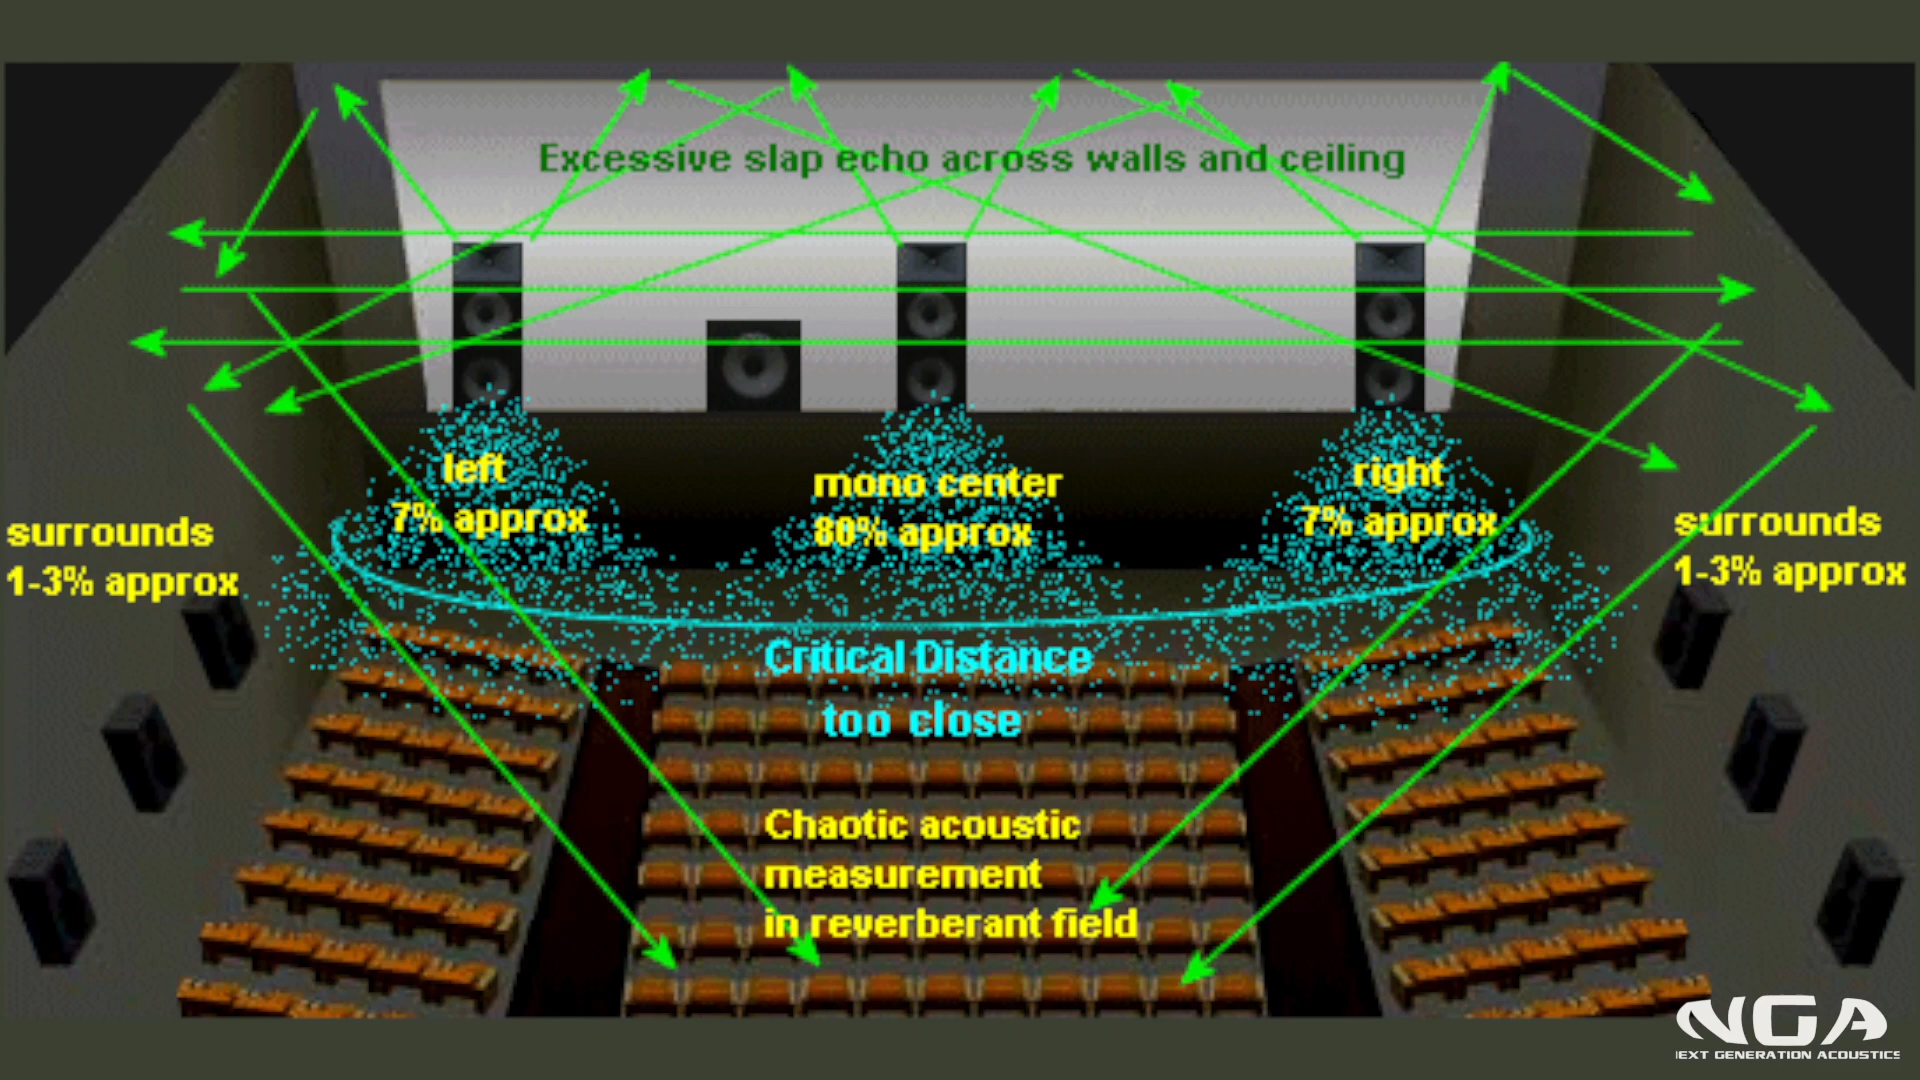 Excessive slap echo across walls and ceiling
left
7% approx
mono center
80% approx
right
7% approx
surrounds
1-3% approx
surrounds
1-3% approx
Critical Distance
too close
Chaotic acoustic
measurement
in reverberant field
NGA
NEXT GENERATION ACOUSTICS